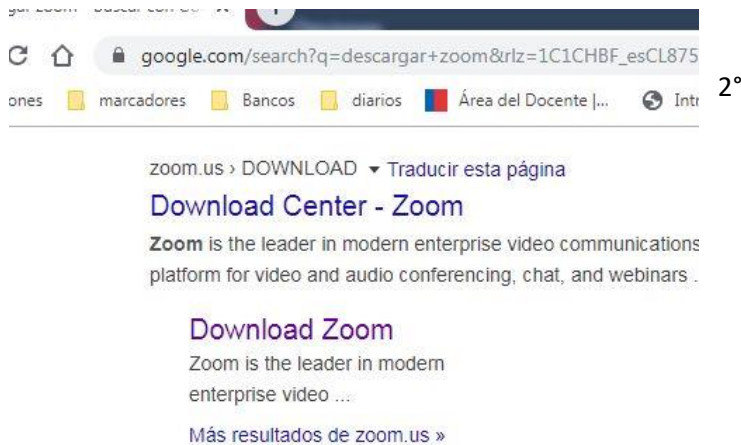 google.com/search?q=descargar+zoom&rlz=1C1CHBF_esCL875
2°
ones marcadores Bancos diarios Área del Docente |... Intr
zoom.us › DOWNLOAD ▾ Traducir esta página
Download Center - Zoom
Zoom is the leader in modern enterprise video communications
platform for video and audio conferencing, chat, and webinars .
Download Zoom
Zoom is the leader in modern
enterprise video ...
Más resultados de zoom.us »